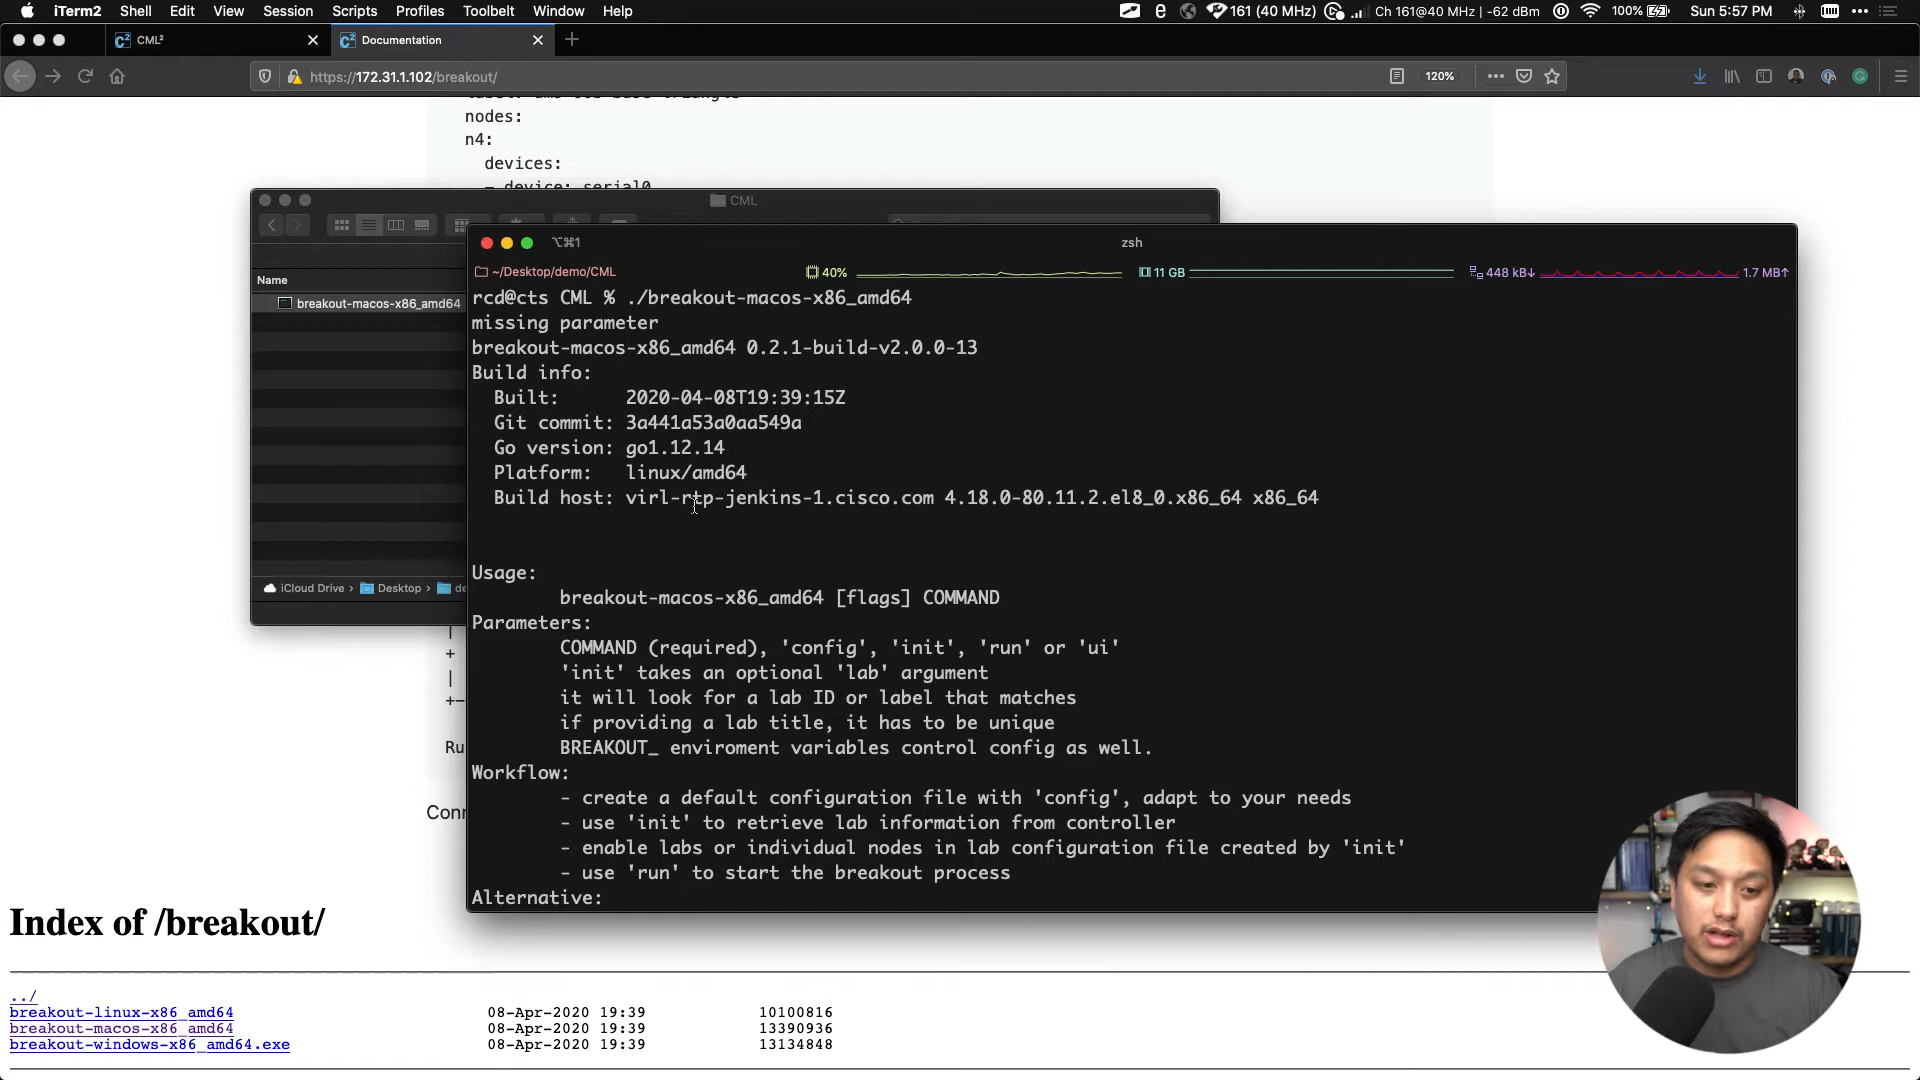 iTerm2 Shell Edit View Session Scripts Profiles Toolbelt Window Help 161 (40 MHz) Ch 161@40 MHz | -62 dBm 100% Sun 5:57 PM
CML² Documentation
https://172.31.1.102/breakout/ 120%
nodes:
n4:
devices:
- device: serial0
CML
⌥⌘1 zsh
Name
~/Desktop/demo/CML 40% 11 GB 448 kB↓ 1.7 MB↑
breakout-macos-x86_amd64
rcd@cts CML % ./breakout-macos-x86_amd64
missing parameter
breakout-macos-x86_amd64 0.2.1-build-v2.0.0-13
Build info:
Built: 2020-04-08T19:39:15Z
Git commit: 3a441a53a0aa549a
Go version: go1.12.14
Platform: linux/amd64
Build host: virl-rtp-jenkins-1.cisco.com 4.18.0-80.11.2.el8_0.x86_64 x86_64
Usage:
breakout-macos-x86_amd64 [flags] COMMAND
Parameters:
COMMAND (required), 'config', 'init', 'run' or 'ui'
'init' takes an optional 'lab' argument
it will look for a lab ID or label that matches
if providing a lab title, it has to be unique
BREAKOUT_ enviroment variables control config as well.
Workflow:
- create a default configuration file with 'config', adapt to your needs
- use 'init' to retrieve lab information from controller
- enable labs or individual nodes in lab configuration file created by 'init'
- use 'run' to start the breakout process
Alternative:
iCloud Drive › Desktop › de
|
+
|
+-
Ru
Conn
Index of /breakout/
../
breakout-linux-x86_amd64 08-Apr-2020 19:39 10100816
breakout-macos-x86_amd64 08-Apr-2020 19:39 13390936
breakout-windows-x86_amd64.exe 08-Apr-2020 19:39 13134848